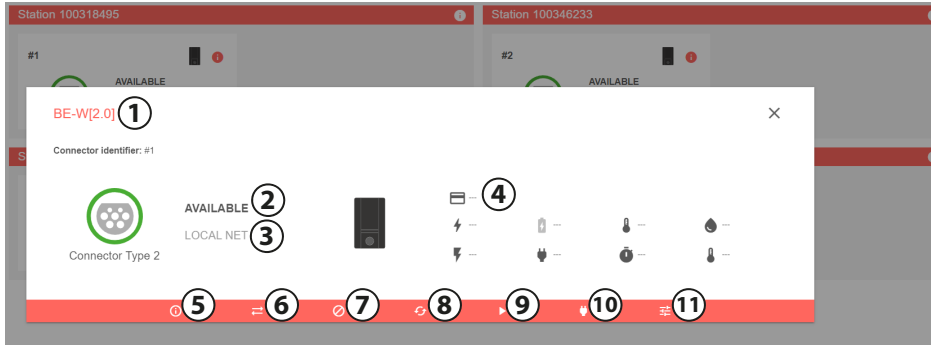 Station 100318495
Station 100346233
#1
#2
AVAILABLE
AVAILABLE
BE-W[2.0] 1
Connector identifier: #1
4 ---
AVAILABLE 2
LOCAL NET 3
--- --- --- ---
--- --- --- ---
Connector Type 2
5 6 7 8 9 10 11
S